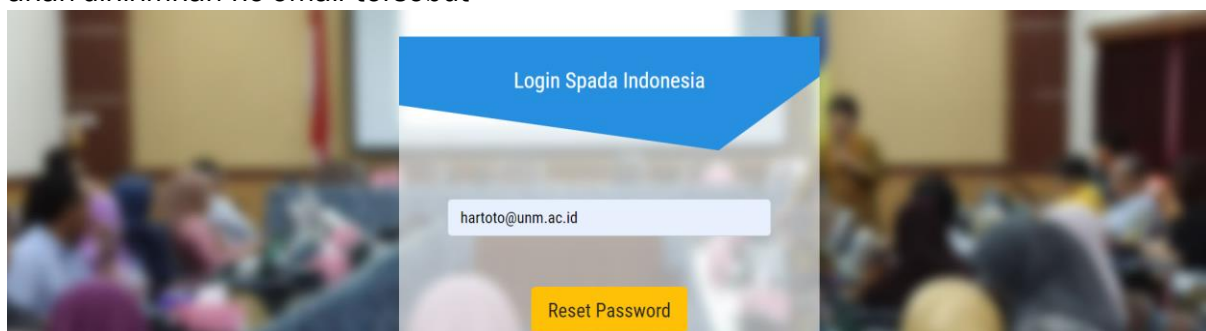 akan dikirimkan ke email tersebut
Login Spada Indonesia
hartoto@unm.ac.id
Reset Password